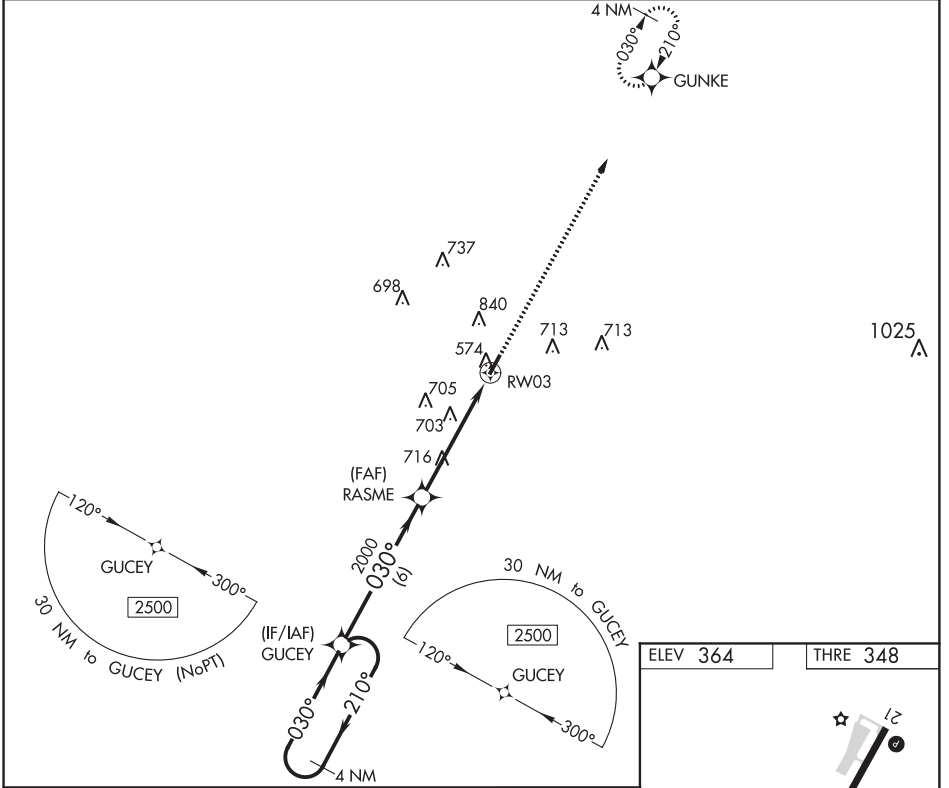 4 NM
030°
210°
GUNKE
737
698
840
713
713
1025
574
RW03
705
703
716
(FAF)
RASME
120°
GUCEY
300°
2500
30 NM to GUCEY (NoPT)
2000
030°
(6)
(IF/IAF)
GUCEY
030°
210°
4 NM
30 NM to GUCEY
2500
120°
GUCEY
300°
ELEV 364
THRE 348
21
P